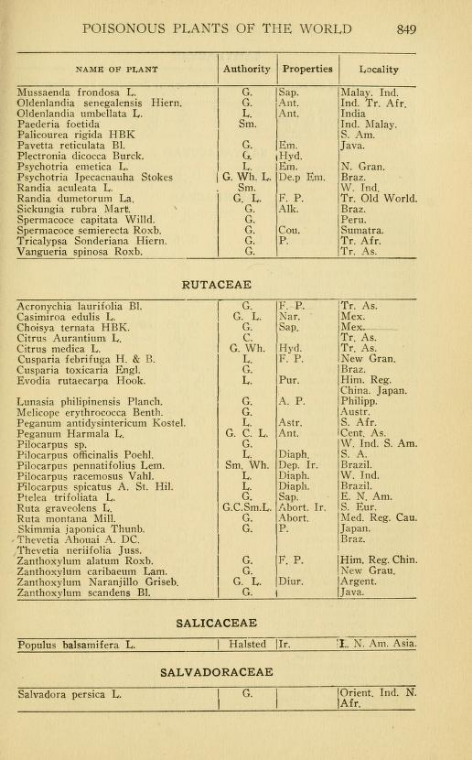 POISONOUS PLANTS OF THE WORLD 849
NAME OF PLANT Authority Properties Locality
Mussaenda frondosa L. G. Sap. Malay. Ind.
Oldenlandia senegalensis Hiern. G. Ant. Ind. Tr. Afr.
Oldenlandia umbellata L. L. Ant. India
Paederia foetida Sm. Ind. Malay.
Palicourea rigida HBK S. Am.
Pavetta reticulata Bl. G. Em. Java.
Plectronia dicocca Burck. G. Hyd.
Psychotria emetica L. L. Em. N. Gran.
Psychotria Ipecacnauha Stokes G. Wh. L. De.p Em. Braz.
Randia aculeata L. Sm. W. Ind.
Randia dumetorum La. G. L. F. P. Tr. Old World.
Sickungia rubra Mart. G. Alk. Braz.
Spermacoce capitata Willd. G. Peru.
Spermacoce semierecta Roxb. G. Cou. Sumatra.
Tricalypsa Sonderiana Hiern. G. P. Tr. Afr.
Vangueria spinosa Roxb. G. Tr. As.
RUTACEAE
Acronychia laurifolia Bl. G. F. P. Tr. As.
Casimiroa edulis L. G. L. Nar. Mex.
Choisya ternata HBK. G. Sap. Mex.
Citrus Aurantium L. C. Tr. As.
Citrus medica L. G. Wh. Hyd. Tr. As.
Cusparia febrifuga H. & B. L. F. P. New Gran.
Cusparia toxicaria Engl. G. Braz.
Evodia rutaecarpa Hook. L. Pur. Him. Reg.
China. Japan.
Lunasia philipinensis Planch. G. A. P. Philipp.
Melicope erythrococca Benth. G. Austr.
Peganum antidysintericum Kostel. L. Astr. S. Afr.
Peganum Harmala L. G. C. L. Ant. Cent. As.
Pilocarpus sp. G. W. Ind. S. Am.
Pilocarpus officinalis Poehl. L. Diaph. S. A.
Pilocarpus pennatifolius Lem. Sm. Wh. Dep. Ir. Brazil.
Pilocarpus racemosus Vahl. L. Diaph. W. Ind.
Pilocarpus spicatus A. St. Hil. L. Diaph. Brazil.
Ptelea trifoliata L. G. Sap. E. N. Am.
Ruta graveolens L. G.C.Sm.L. Abort. Ir. S. Eur.
Ruta montana Mill. G. Abort. Med. Reg. Cau.
Skimmia japonica Thunb. G. P. Japan.
Thevetia Ahouai A. DC. Braz.
Thevetia neriifolia Juss.
Zanthoxylum alatum Roxb. G. F. P. Him. Reg. Chin.
Zanthoxylum caribaeum Lam. G. New Grau.
Zanthoxylum Naranjillo Griseb. G. L. Diur. Argent.
Zanthoxylum scandens Bl. G. Java.
SALICACEAE
Populus balsamifera L. Halsted Ir. I. N. Am. Asia.
SALVADORACEAE
Salvadora persica L. G. Orient. Ind. N.
Afr.